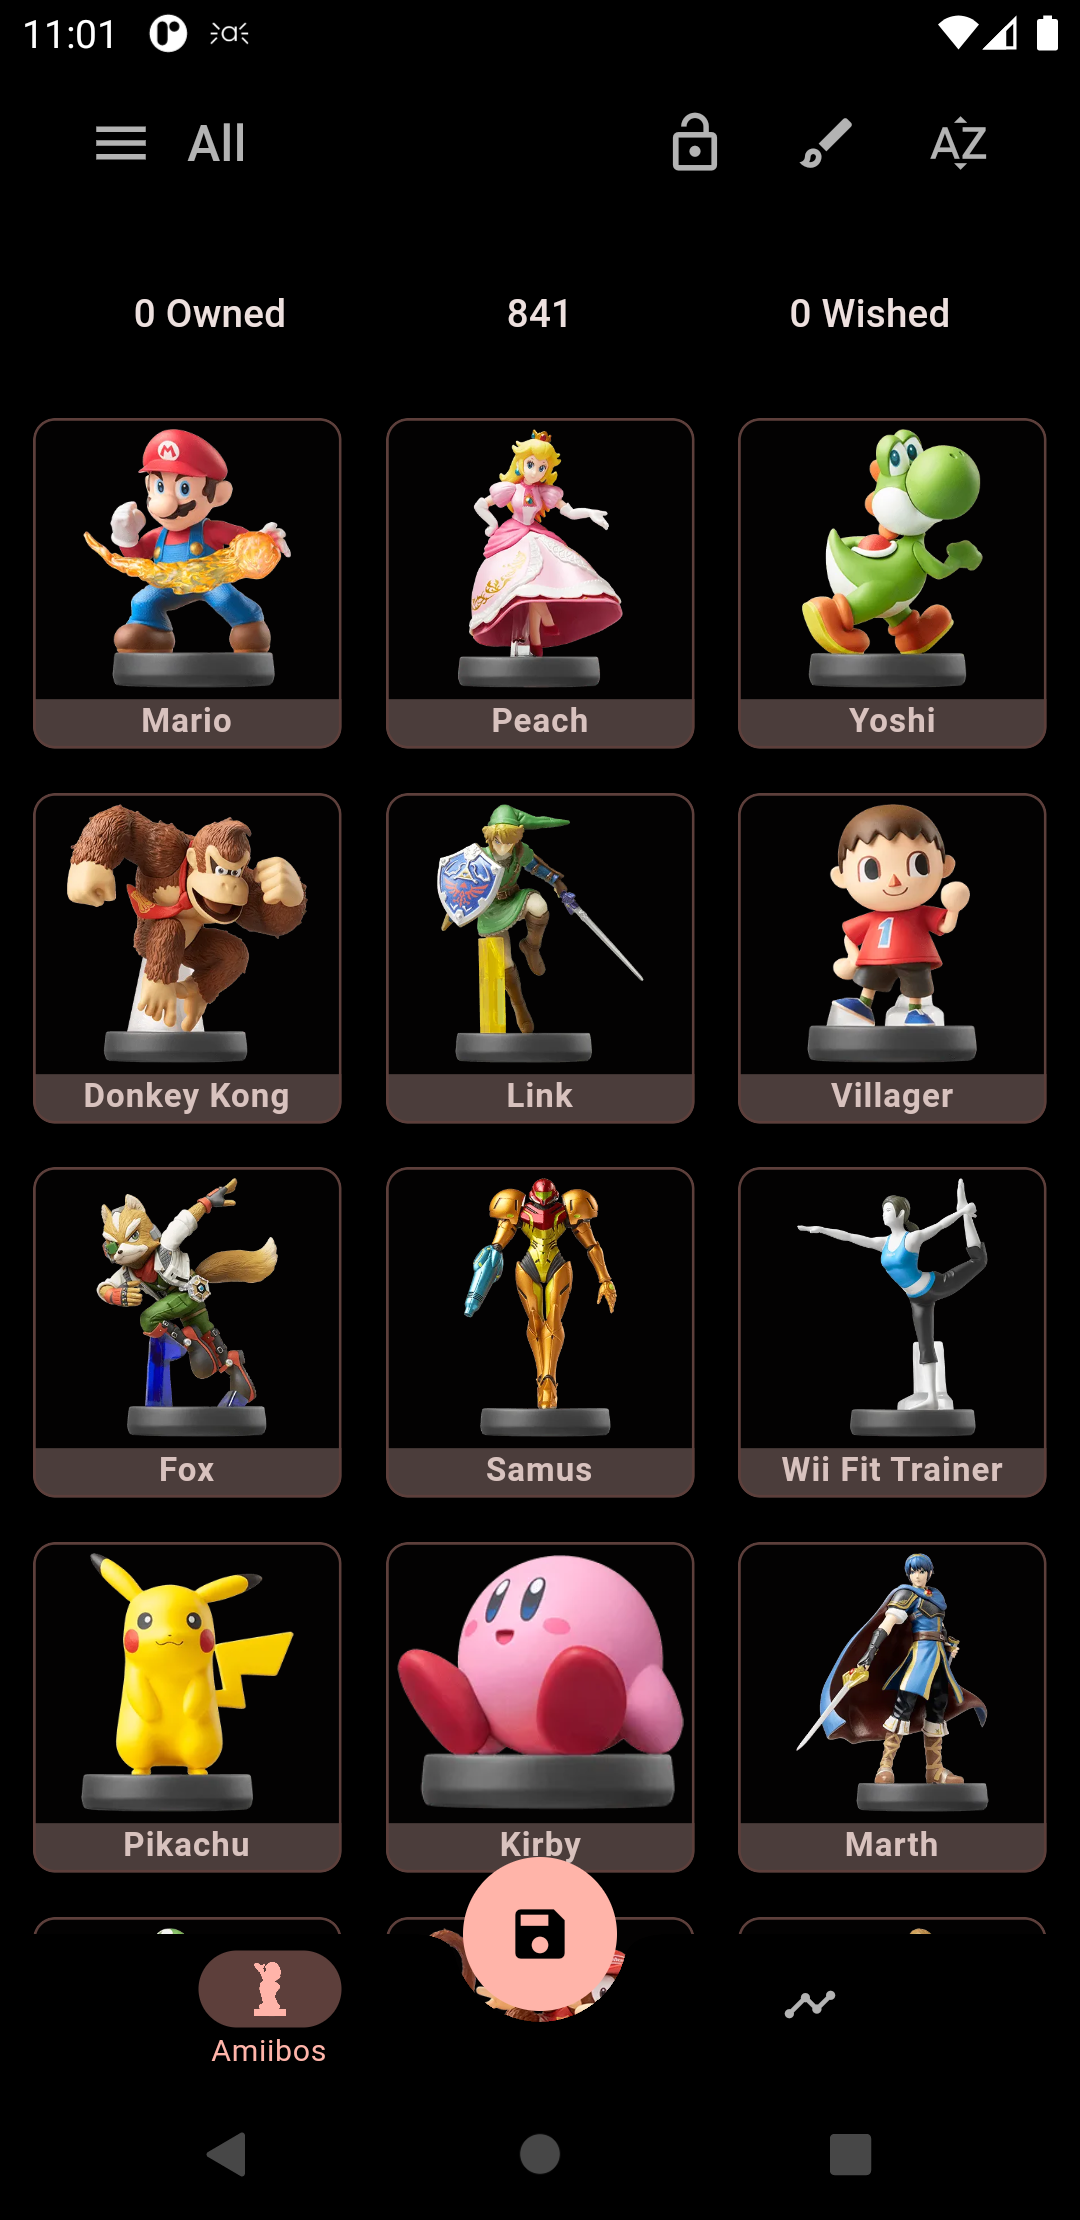 11:01
All
AZ
0 Owned
841
0 Wished
Mario
Peach
Yoshi
Donkey Kong
Link
Villager
Fox
Samus
Wii Fit Trainer
Pikachu
Kirby
Marth
Amiibos